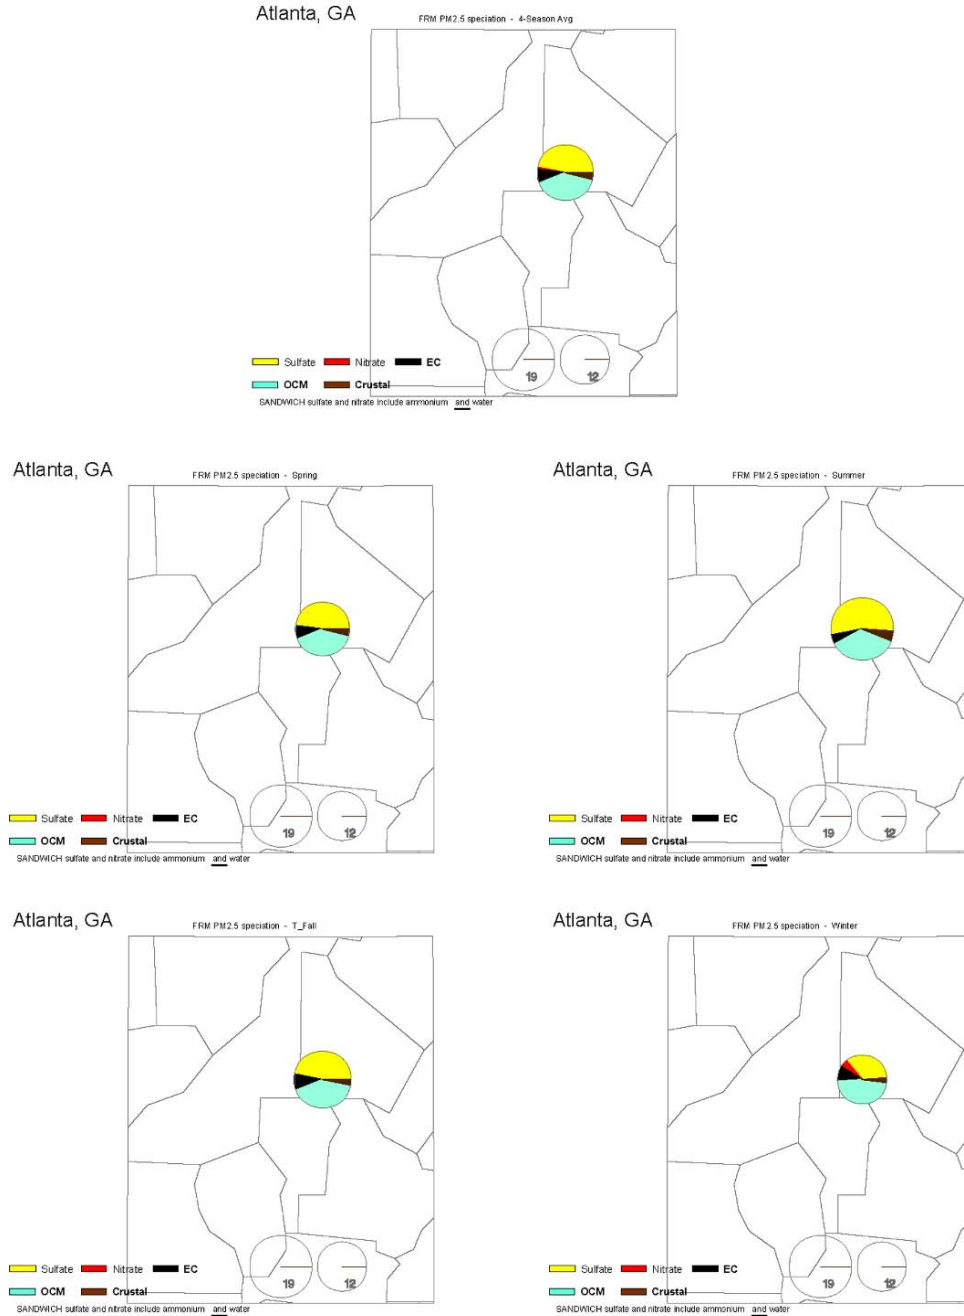 Atlanta, GA
FRM PM2.5 speciation - 4-Season Avg
19 12
Sulfate Nitrate EC
OCM Crustal
SANDWICH sulfate and nitrate include ammonium and water
Atlanta, GA
FRM PM2.5 speciation - Spring
19 12
Sulfate Nitrate EC
OCM Crustal
SANDWICH sulfate and nitrate include ammonium and water
Atlanta, GA
FRM PM2.5 speciation - Summer
19 12
Sulfate Nitrate EC
OCM Crustal
SANDWICH sulfate and nitrate include ammonium and water
Atlanta, GA
FRM PM2.5 speciation - T_Fall
19 12
Sulfate Nitrate EC
OCM Crustal
SANDWICH sulfate and nitrate include ammonium and water
Atlanta, GA
FRM PM2.5 speciation - Winter
19 12
Sulfate Nitrate EC
OCM Crustal
SANDWICH sulfate and nitrate include ammonium and water